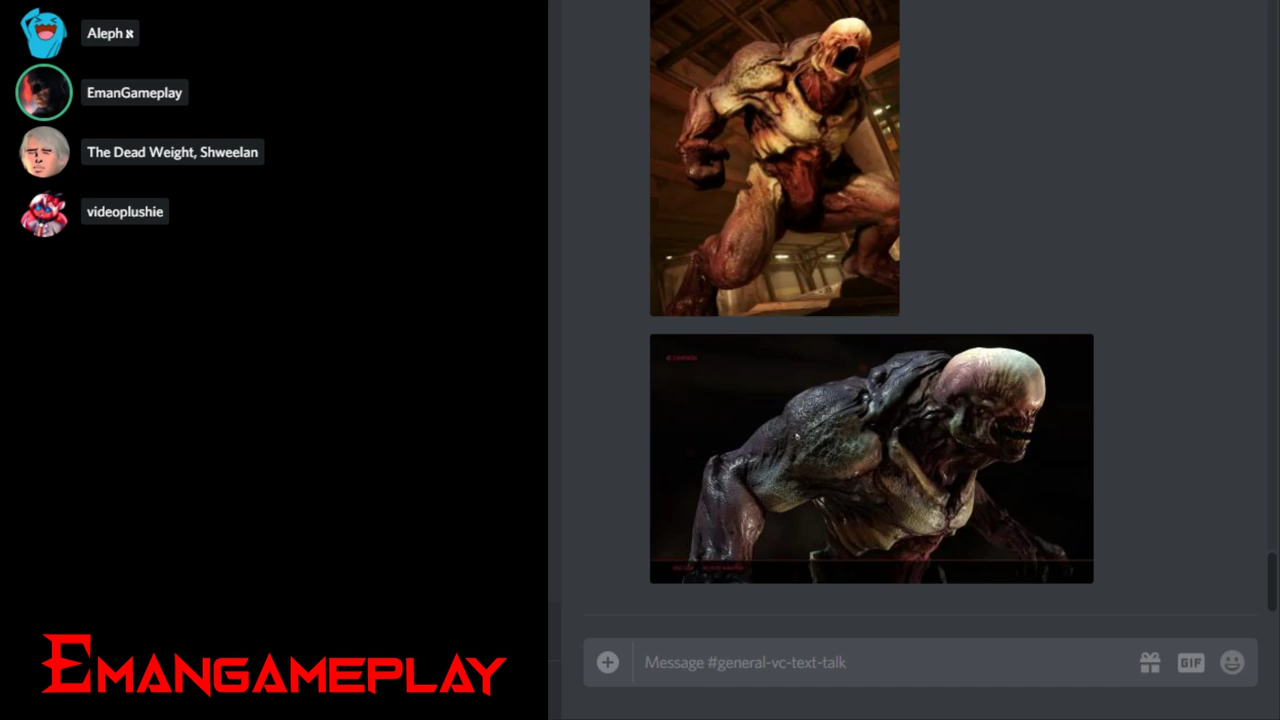 Aleph א
EmanGameplay
The Dead Weight, Shweelan
videoplushie
EMANGAMEPLAY
Message #general-vc-text-talk
GIF